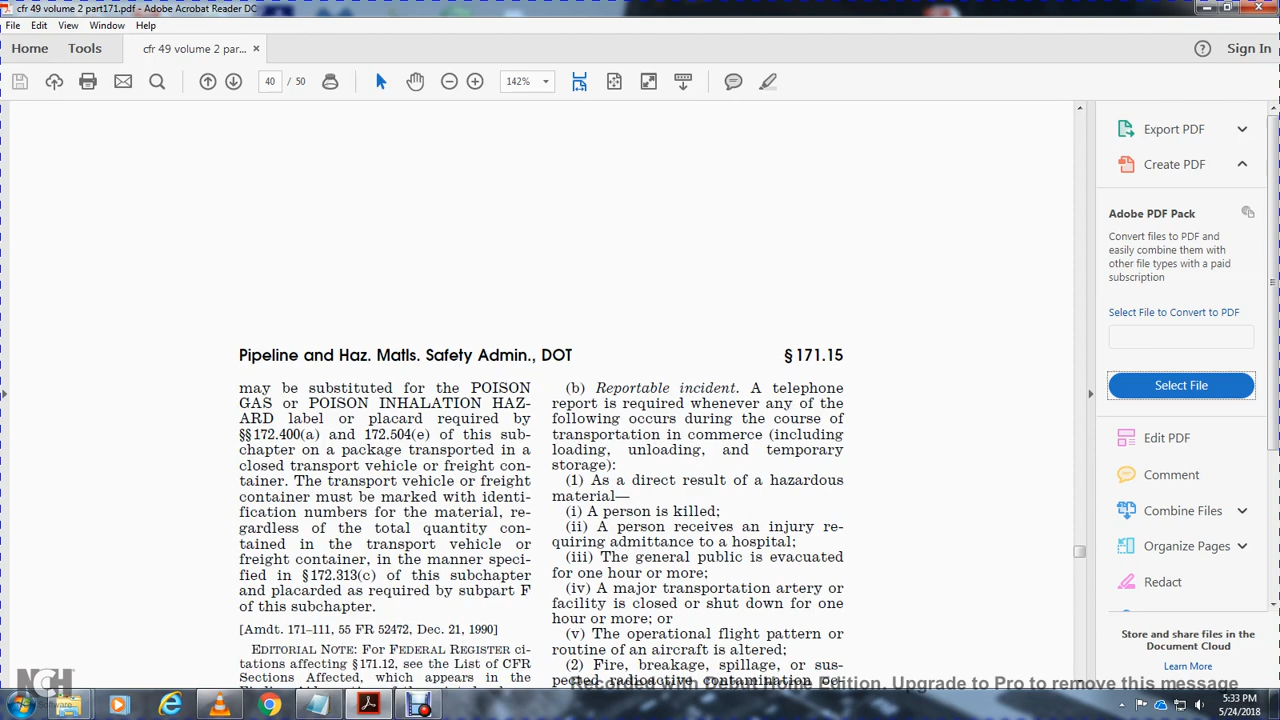 cfr 49 volume 2 part171.pdf - Adobe Acrobat Reader DC
File Edit View Window Help
Home Tools cfr 49 volume 2 par... × Sign In
40 / 50 142%
Export PDF
Create PDF
Adobe PDF Pack
Convert files to PDF and
easily combine them with
other file types with a paid
subscription
Select File to Convert to PDF
Select File
Edit PDF
Comment
Combine Files
Organize Pages
Redact
Store and share files in the
Document Cloud
Learn More
Pipeline and Haz. Matls. Safety Admin., DOT § 171.15
may be substituted for the POISON
GAS or POISON INHALATION HAZ-
ARD label or placard required by
§§172.400(a) and 172.504(e) of this sub-
chapter on a package transported in a
closed transport vehicle or freight con-
tainer. The transport vehicle or freight
container must be marked with identi-
fication numbers for the material, re-
gardless of the total quantity con-
tained in the transport vehicle or
freight container, in the manner speci-
fied in §172.313(c) of this subchapter
and placarded as required by subpart F
of this subchapter.
[Amdt. 171–111, 55 FR 52472, Dec. 21, 1990]
EDITORIAL NOTE: For FEDERAL REGISTER ci-
tations affecting §171.12, see the List of CFR
Sections Affected, which appears in the
(b) Reportable incident. A telephone
report is required whenever any of the
following occurs during the course of
transportation in commerce (including
loading, unloading, and temporary
storage):
(1) As a direct result of a hazardous
material—
(i) A person is killed;
(ii) A person receives an injury re-
quiring admittance to a hospital;
(iii) The general public is evacuated
for one hour or more;
(iv) A major transportation artery or
facility is closed or shut down for one
hour or more; or
(v) The operational flight pattern or
routine of an aircraft is altered;
(2) Fire, breakage, spillage, or sus-
pected radioactive contamination oc-
Recorded with Debut Home Edition. Upgrade to Pro to remove this message
NCH
Software
5:33 PM
5/24/2018